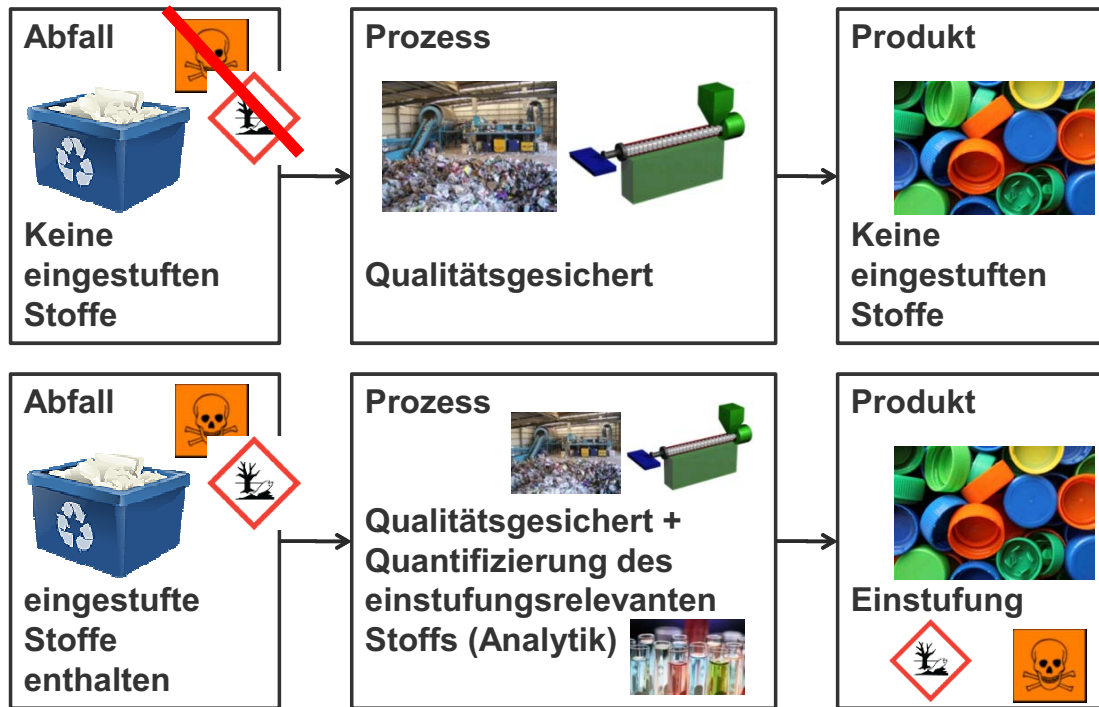 Abfall
Keine
eingestuften
Stoffe
Prozess
Qualitätsgesichert
Produkt
Keine
eingestuften
Stoffe
Abfall
eingestufte
Stoffe
enthalten
Prozess
Qualitätsgesichert +
Quantifizierung des
einstufungsrelevanten
Stoffs (Analytik)
Produkt
Einstufung